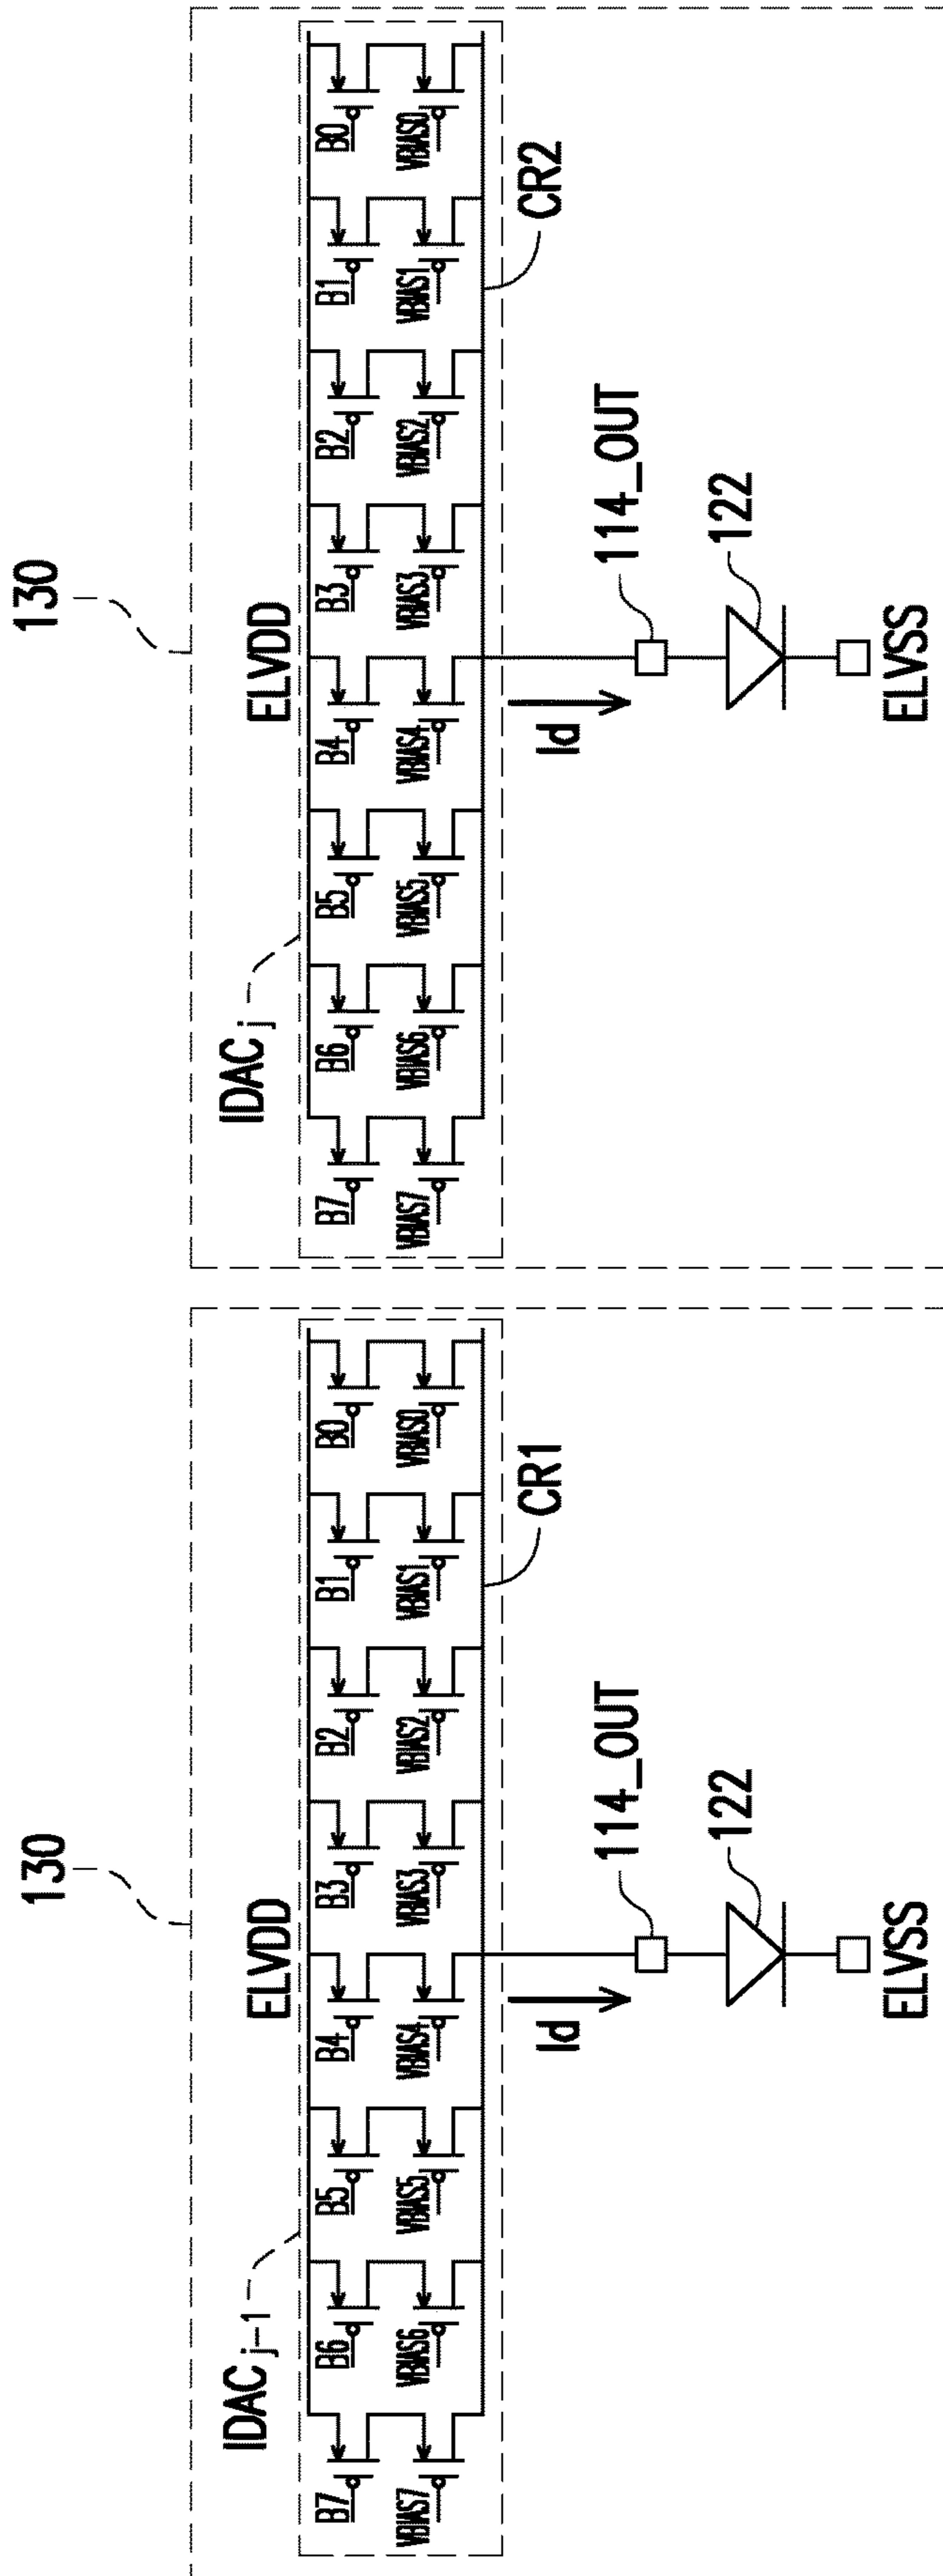 130
130
IDAC j-1
ELVDD
IDAC j
ELVDD
B7 B6 B5 B4 B3 B2 B1 B0
B7 B6 B5 B4 B3 B2 B1 B0
VBIAS7 VBIAS6 VBIAS5 VBIAS4 VBIAS3 VBIAS2 VBIAS1 VBIAS0
VBIAS7 VBIAS6 VBIAS5 VBIAS4 VBIAS3 VBIAS2 VBIAS1 VBIAS0
CR1
CR2
Id
Id
114_OUT
114_OUT
122
122
ELVSS
ELVSS